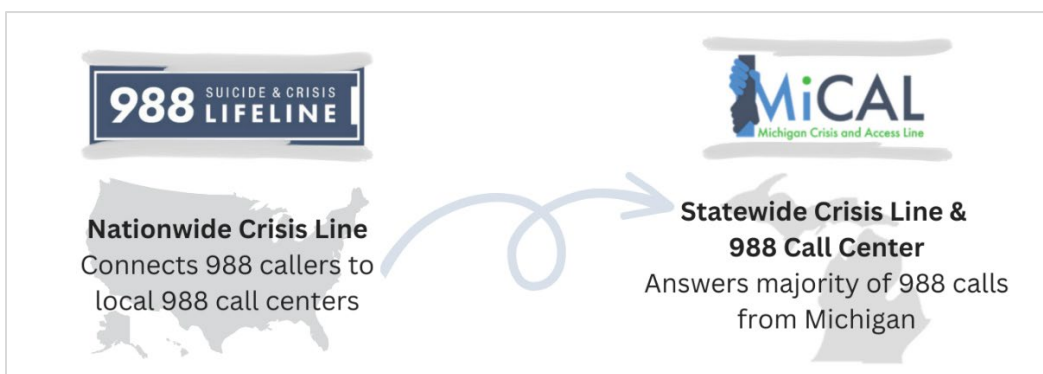 988 SUICIDE & CRISIS
LIFELINE
Nationwide Crisis Line
Connects 988 callers to
local 988 call centers
MiCAL
Michigan Crisis and Access Line
Statewide Crisis Line &
988 Call Center
Answers majority of 988 calls
from Michigan